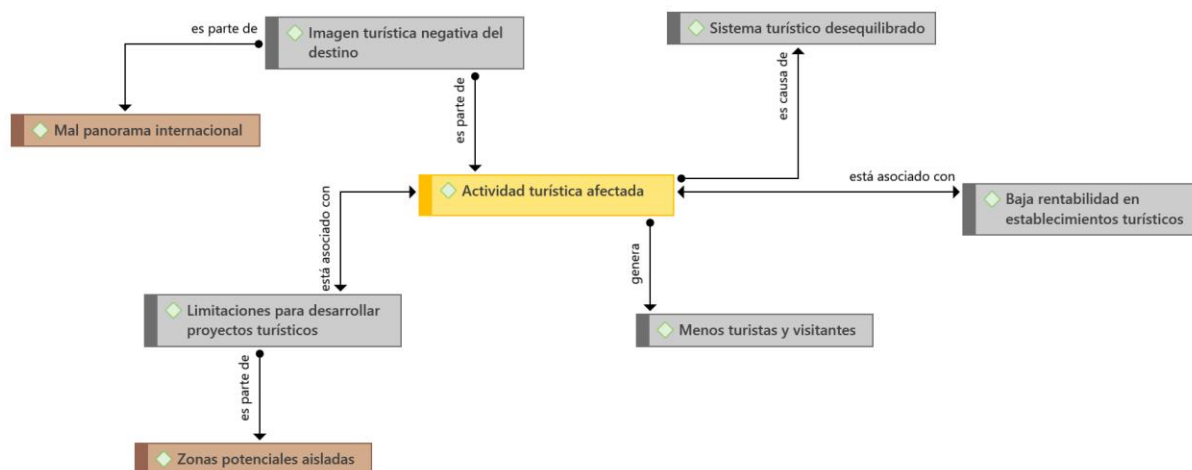 es parte de
Imagen turística negativa del
destino
Sistema turístico desequilibrado
Mal panorama internacional
es parte de
es causa de
Actividad turística afectada
está asociado con
Baja rentabilidad en
establecimientos turísticos
está asociado con
genera
Limitaciones para desarrollar
proyectos turísticos
Menos turistas y visitantes
es parte de
Zonas potenciales aisladas